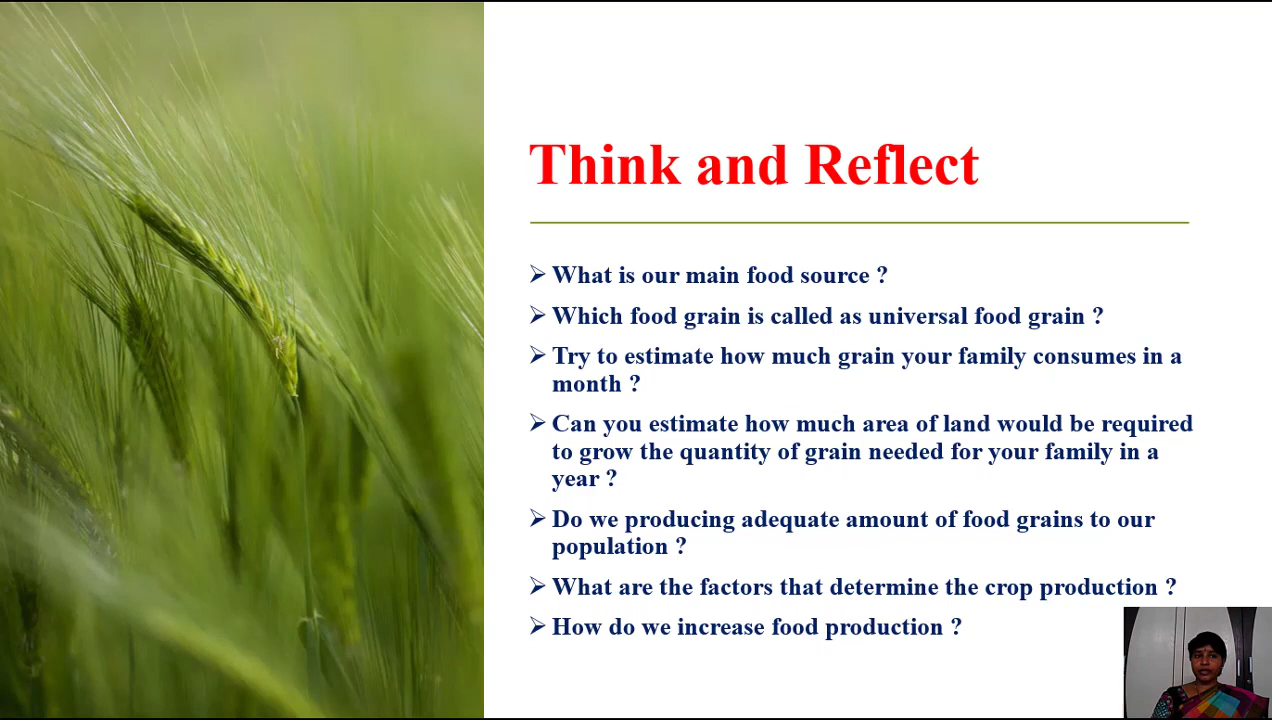 Think and Reflect
What is our main food source ?
Which food grain is called as universal food grain ?
Try to estimate how much grain your family consumes in a
month ?
Can you estimate how much area of land would be required
to grow the quantity of grain needed for your family in a
year ?
Do we producing adequate amount of food grains to our
population ?
What are the factors that determine the crop production ?
How do we increase food production ?